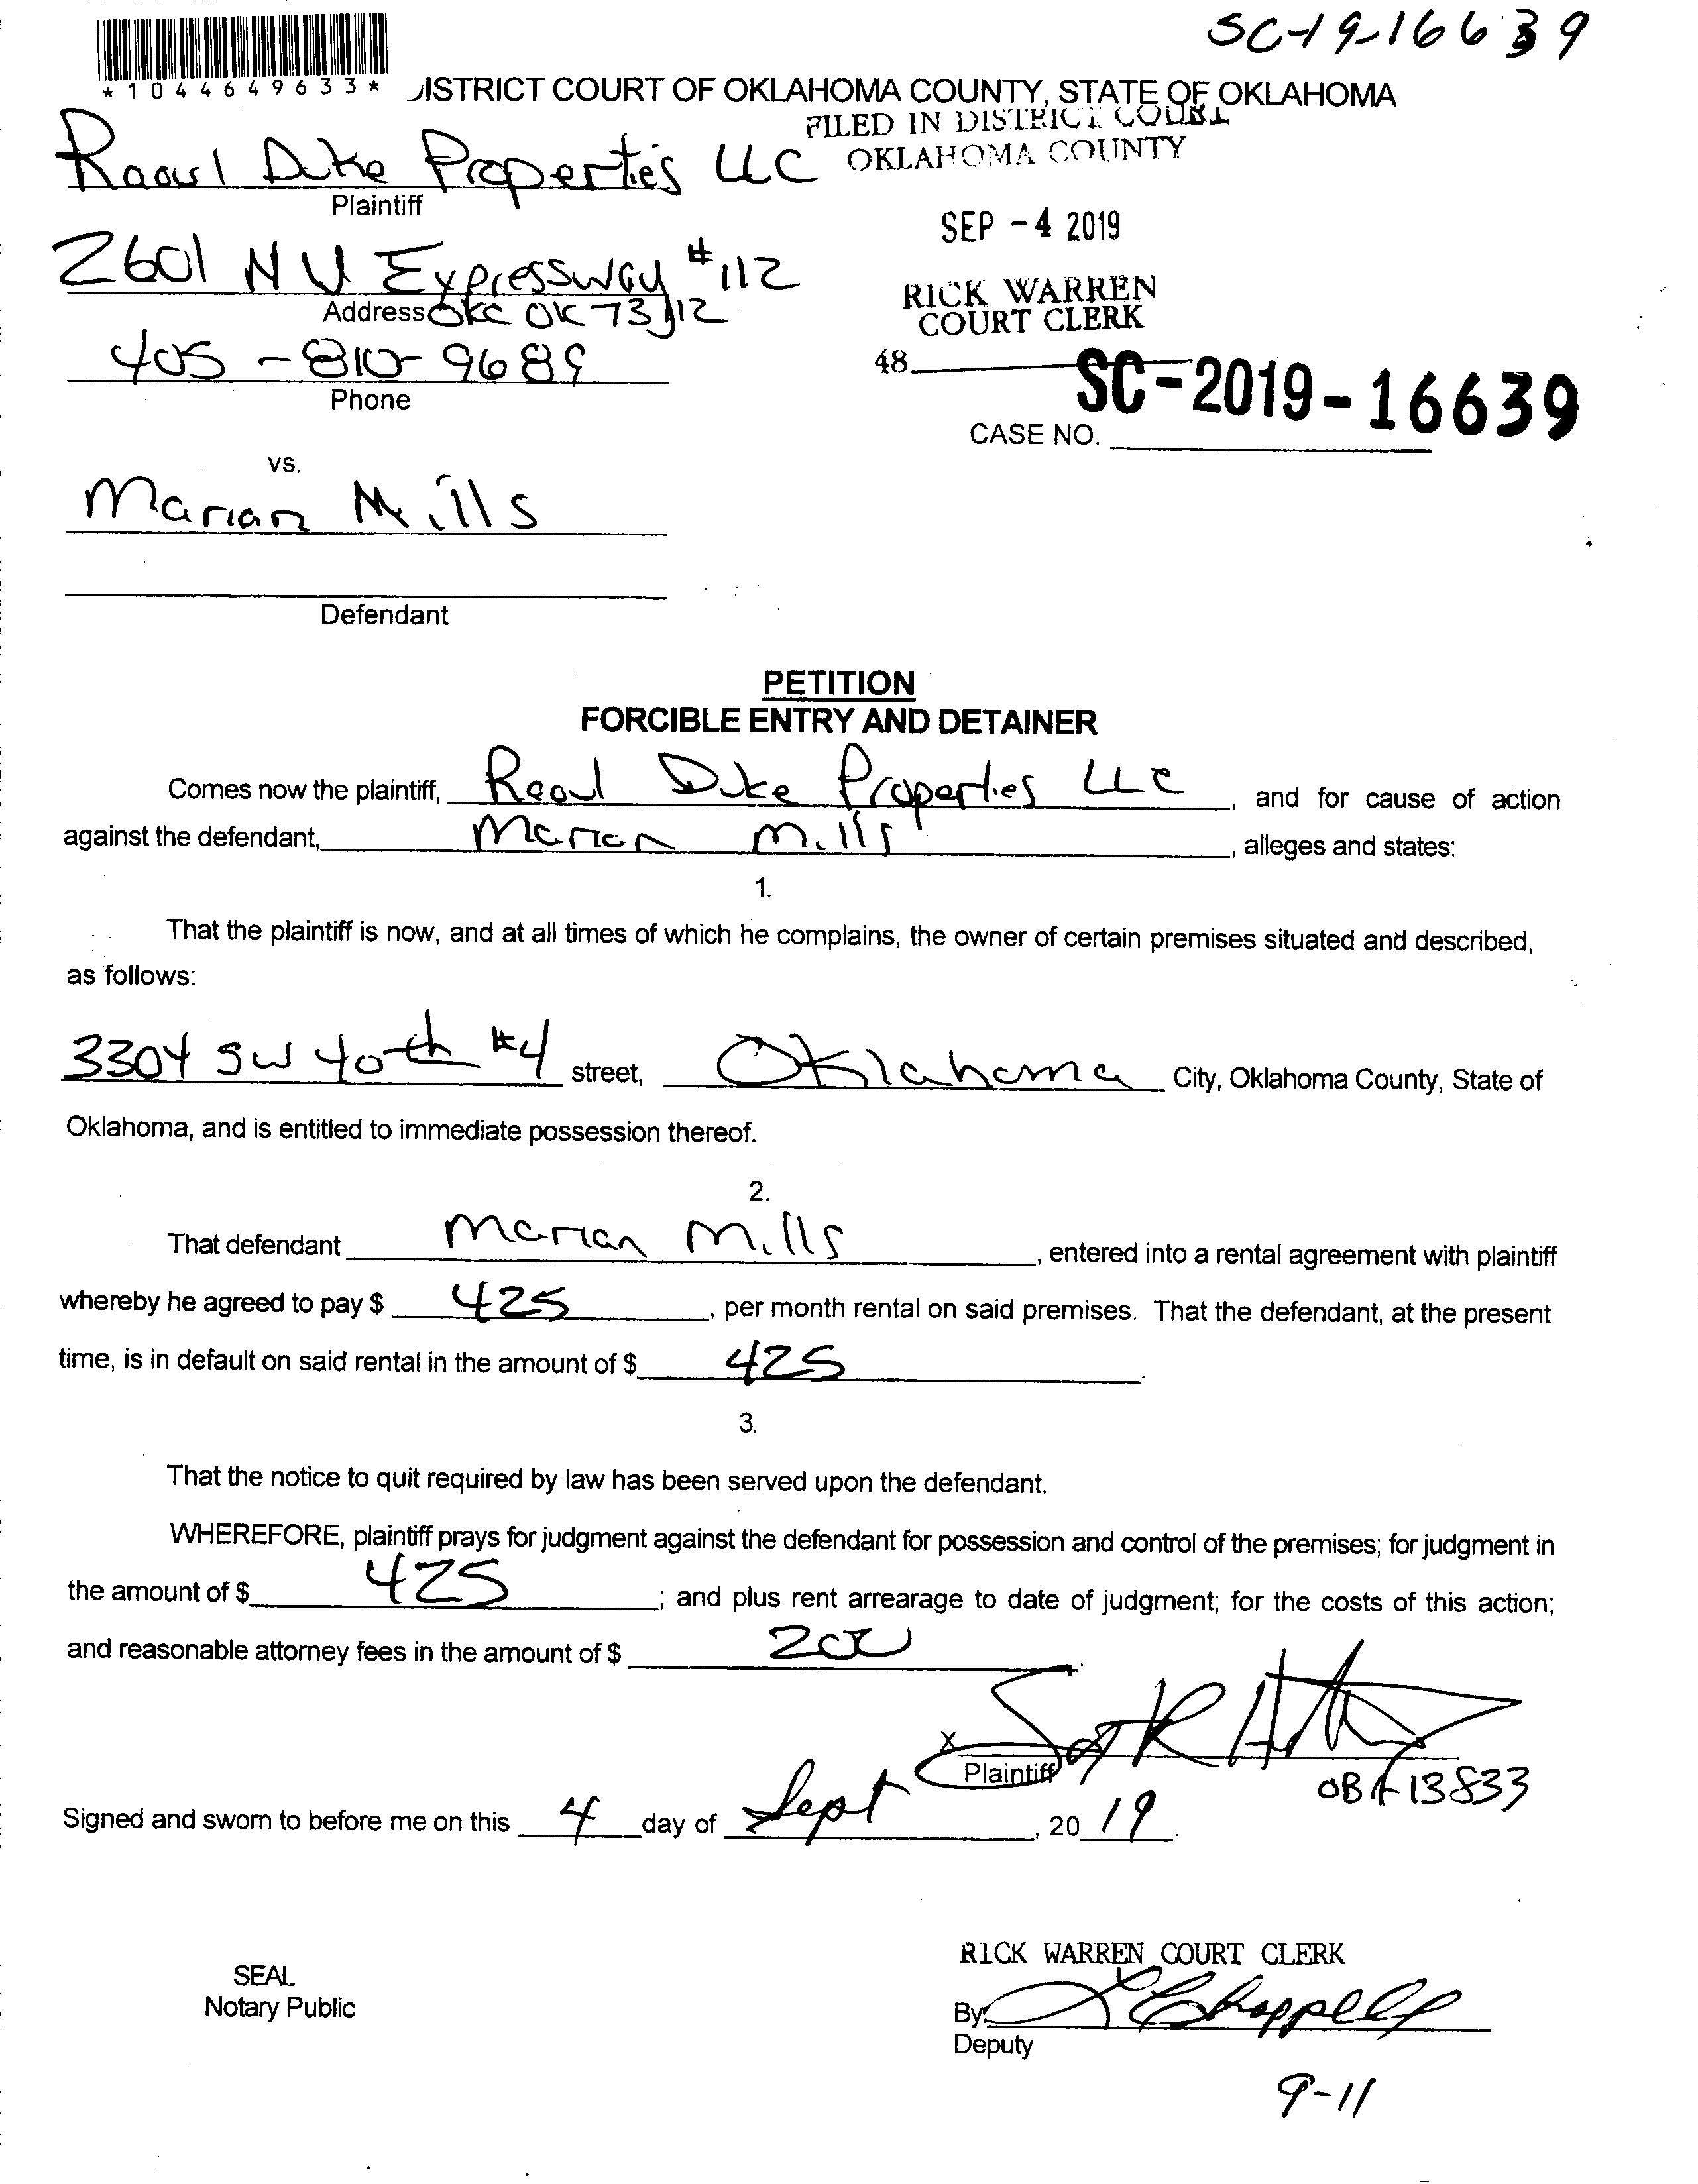 SC-19-16639
*1044649633*
DISTRICT COURT OF OKLAHOMA COUNTY, STATE OF OKLAHOMA
FILED IN DISTRICT COURT
OKLAHOMA COUNTY
Raoul Duke Properties LLC
Plaintiff
SEP - 4 2019
2601 NW Expressway #112
Address OKC OK 73112
RICK WARREN
COURT CLERK
405-810-9689
Phone
48
SC-2019-16639
CASE NO.
vs.
Marian Mills
Defendant
PETITION
FORCIBLE ENTRY AND DETAINER
Comes now the plaintiff, Raoul Duke Properties LLC, and for cause of action
against the defendant, Marian Mills, alleges and states:
1.
That the plaintiff is now, and at all times of which he complains, the owner of certain premises situated and described,
as follows:
3304 SW 40th #4 street, Oklahoma City, Oklahoma County, State of
Oklahoma, and is entitled to immediate possession thereof.
2.
That defendant Marian Mills, entered into a rental agreement with plaintiff
whereby he agreed to pay $ 425, per month rental on said premises. That the defendant, at the present
time, is in default on said rental in the amount of $ 425.
3.
That the notice to quit required by law has been served upon the defendant.
WHEREFORE, plaintiff prays for judgment against the defendant for possession and control of the premises; for judgment in
the amount of $ 425; and plus rent arrearage to date of judgment; for the costs of this action;
and reasonable attorney fees in the amount of $ 200.
X
Plaintiff
OBA 13833
Signed and sworn to before me on this 4 day of Sept, 2019.
RICK WARREN COURT CLERK
SEAL
Notary Public
By: Chappell
Deputy
9-11